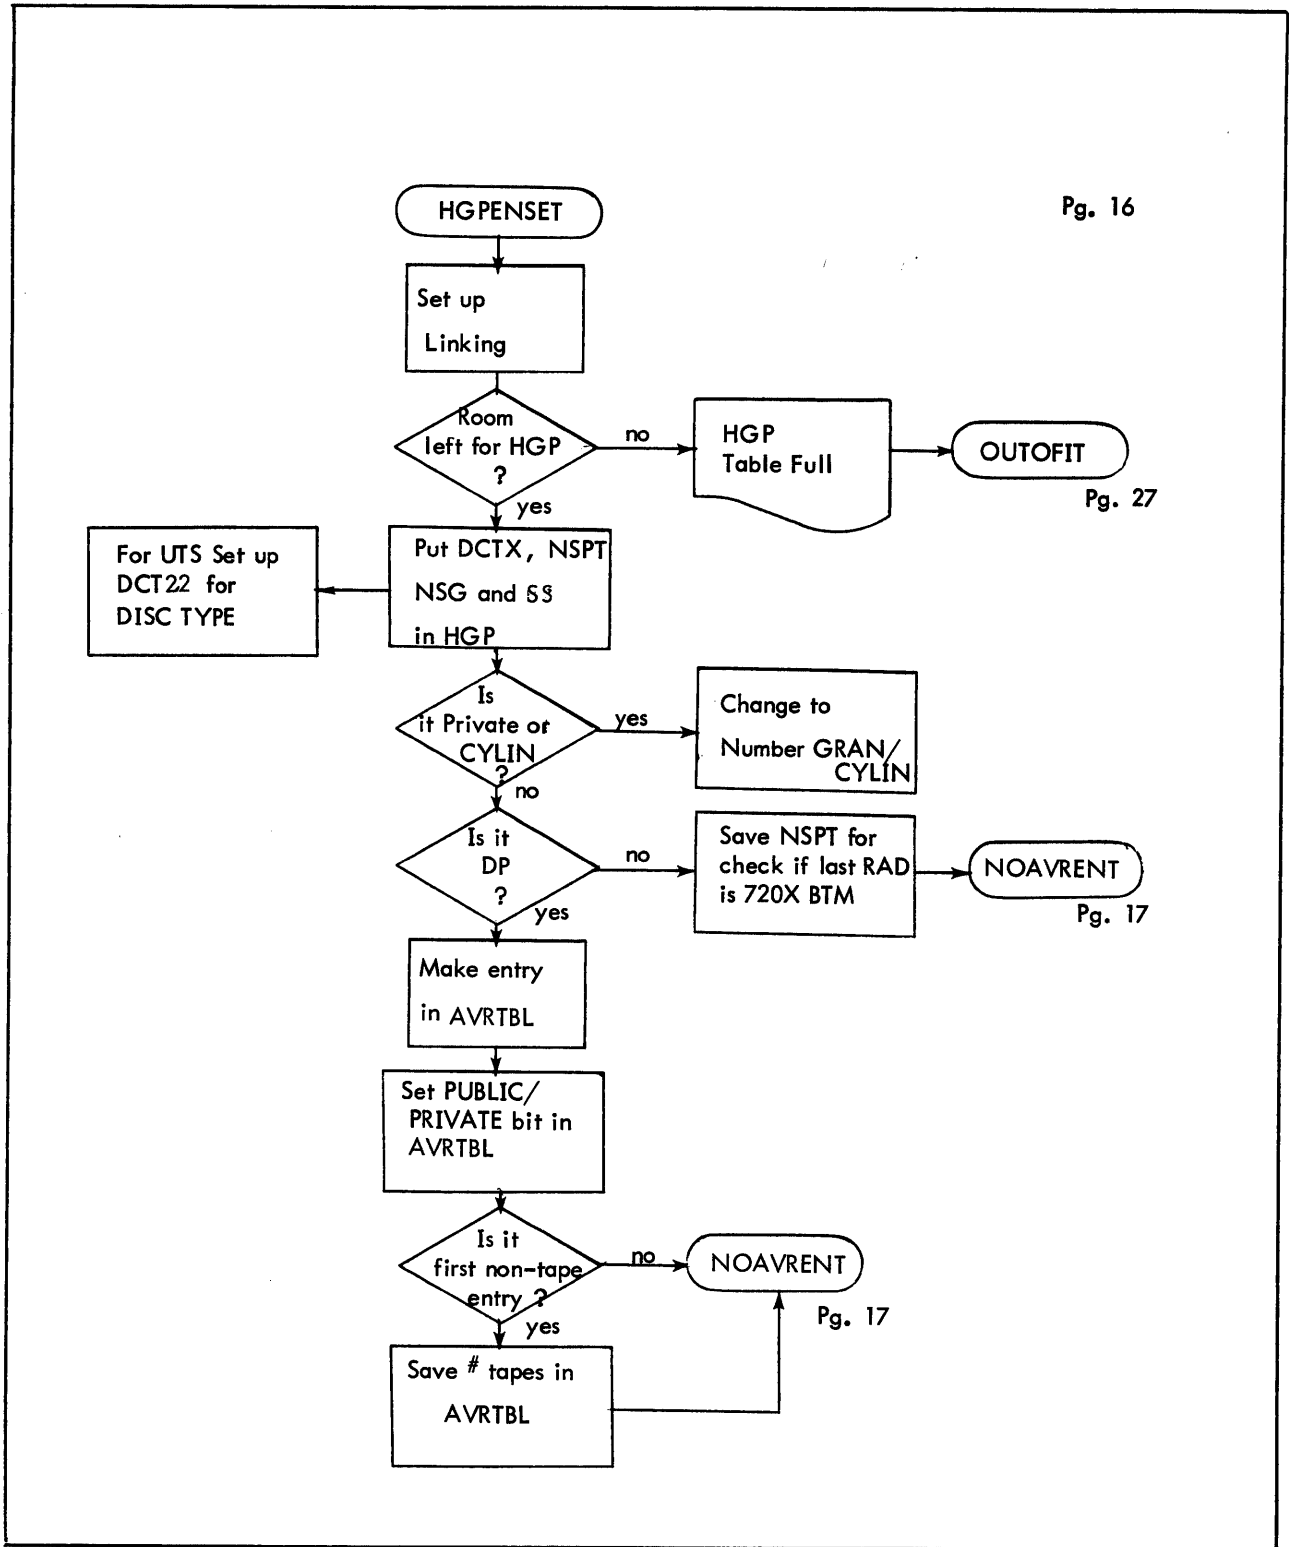 HGPENSET
Pg. 16
Set up
Linking
Room
left for HGP
?
no
HGP
Table Full
OUTOFIT
Pg. 27
yes
For UTS Set up
DCT22 for
DISC TYPE
Put DCTX, NSPT
NSG and SS
in HGP
Is
it Private or
CYLIN
?
yes
Change to
Number GRAN/
CYLIN
no
Is it
DP
?
no
Save NSPT for
check if last RAD
is 720X BTM
NOAVRENT
Pg. 17
yes
Make entry
in AVRTBL
Set PUBLIC/
PRIVATE bit in
AVRTBL
Is it
first non-tape
entry ?
no
NOAVRENT
Pg. 17
yes
Save # tapes in
AVRTBL